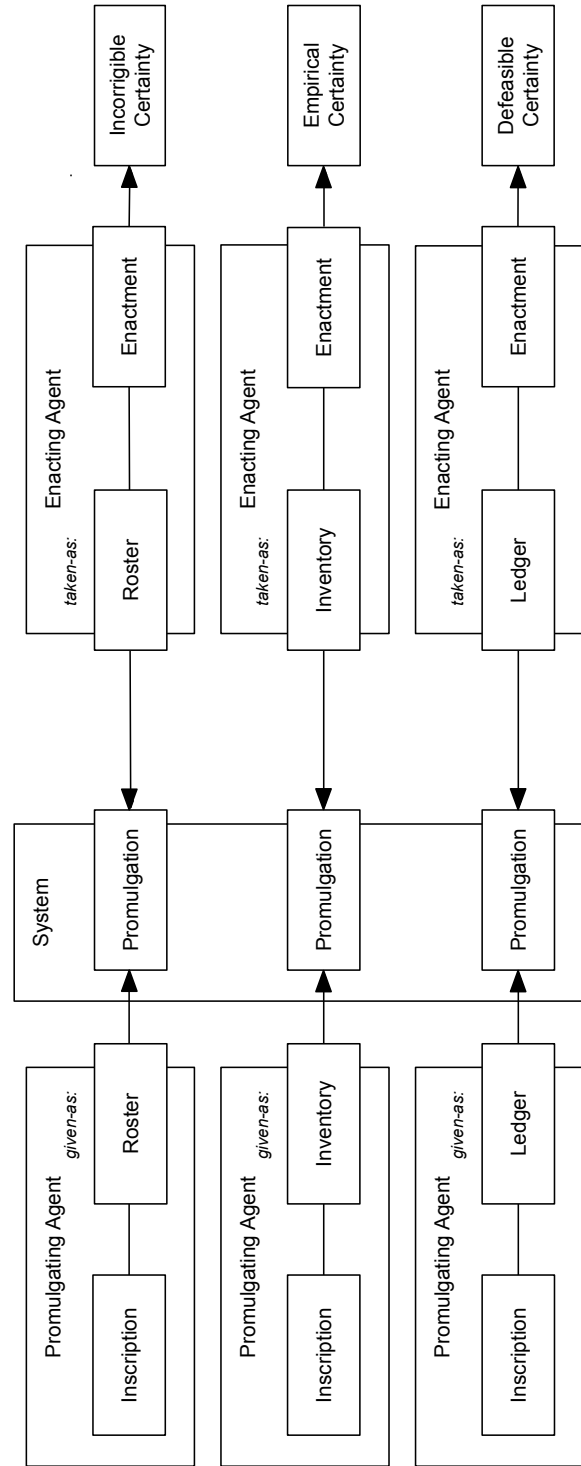 Promulgating Agent
given-as:
Inscription
Roster
System
Promulgation
Enacting Agent
taken-as:
Roster
Enactment
Incorrigible
Certainty
Promulgating Agent
given-as:
Inscription
Inventory
Promulgation
Enacting Agent
taken-as:
Inventory
Enactment
Empirical
Certainty
Promulgating Agent
given-as:
Inscription
Ledger
Promulgation
Enacting Agent
taken-as:
Ledger
Enactment
Defeasible
Certainty